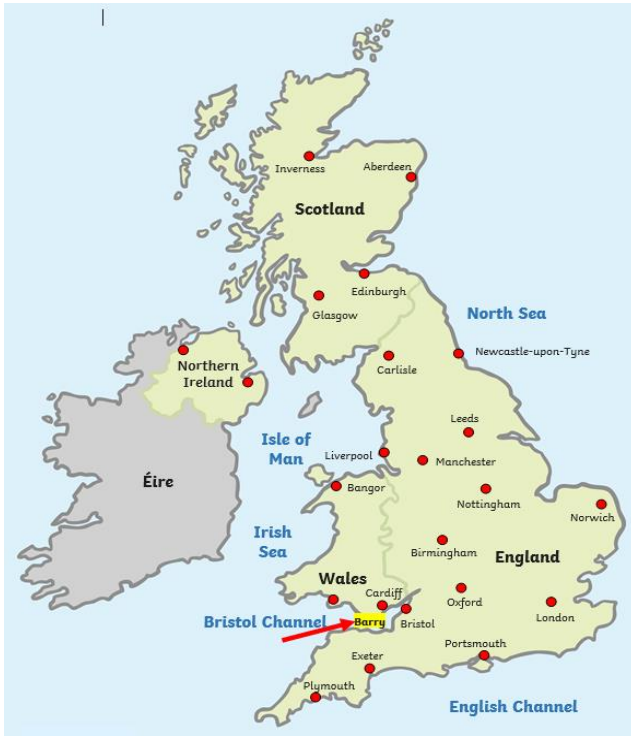 Inverness
Aberdeen
Scotland
Edinburgh
Glasgow
North Sea
Newcastle-upon-Tyne
Northern
Ireland
Carlisle
Leeds
Isle of
Man
Liverpool
Manchester
Éire
Bangor
Nottingham
Norwich
Irish
Sea
Birmingham
England
Wales
Cardiff
Oxford
London
Bristol Channel
Barry
Bristol
Portsmouth
Exeter
Plymouth
English Channel